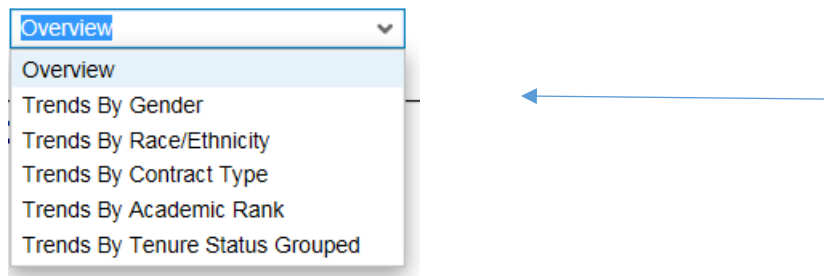 Overview
Overview
Trends By Gender
Trends By Race/Ethnicity
Trends By Contract Type
Trends By Academic Rank
Trends By Tenure Status Grouped